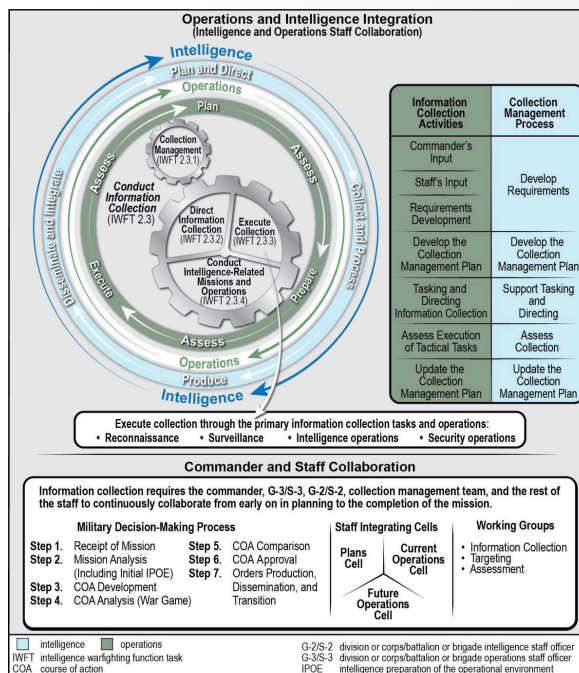 Operations and Intelligence Integration
(Intelligence and Operations Staff Collaboration)
Intelligence
Plan and Direct
Operations
Plan
Assess
Assess
Collection
Management
(IWFT 2.3.1)
Conduct
Information
Collection
(IWFT 2.3)
Direct
Information
Collection
(IWFT 2.3.2)
Execute
Collection
(IWFT 2.3.3)
Conduct
Intelligence-Related
Missions and
Operations
(IWFT 2.3.4)
Disseminate and Integrate
Collect and Process
Execute
Prepare
Assess
Operations
Produce
Intelligence
Information
Collection
Activities
Collection
Management
Process
Commander's
Input
Staff's Input
Requirements
Development
Develop
Requirements
Develop the
Collection
Management Plan
Develop the
Collection
Management Plan
Tasking and
Directing
Information Collection
Support Tasking
and
Directing
Assess Execution
of Tactical Tasks
Assess
Collection
Update the
Collection
Management Plan
Update the
Collection
Management Plan
Execute collection through the primary information collection tasks and operations:
• Reconnaissance • Surveillance • Intelligence operations • Security operations
Commander and Staff Collaboration
Information collection requires the commander, G-3/S-3, G-2/S-2, collection management team, and the rest of
the staff to continuously collaborate from early on in planning to the completion of the mission.
Military Decision-Making Process
Step 1. Receipt of Mission
Step 2. Mission Analysis
(Including Initial IPOE)
Step 3. COA Development
Step 4. COA Analysis (War Game)
Step 5. COA Comparison
Step 6. COA Approval
Step 7. Orders Production,
Dissemination, and
Transition
Staff Integrating Cells
Plans
Cell
Current
Operations
Cell
Future
Operations
Cell
Working Groups
• Information Collection
• Targeting
• Assessment
intelligence operations
IWFT intelligence warfighting function task
COA course of action
G-2/S-2 division or corps/battalion or brigade intelligence staff officer
G-3/S-3 division or corps/battalion or brigade operations staff officer
IPOE intelligence preparation of the operational environment